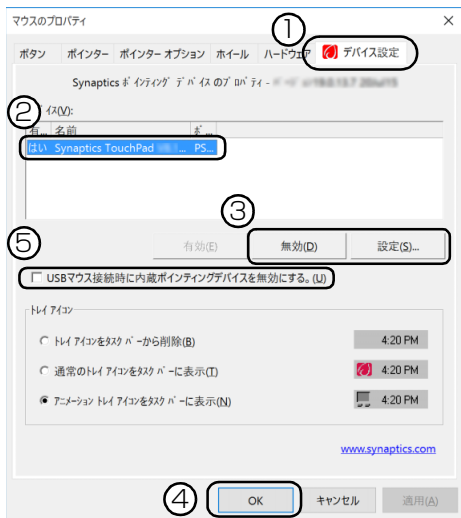 マウスのプロパティ
①
ボタン ポインター ポインター オプション ホイール ハードウェア デバイス設定
Synaptics ポインティング デバイス のプロパティ -
②
イス(V):
有... 名前 ポ...
はい Synaptics TouchPad ... PS...
③
有効(E) 無効(D) 設定(S)...
⑤
USBマウス接続時に内蔵ポインティングデバイスを無効にする。(U)
トレイ アイコン
トレイ アイコンをタスク バーから削除(B) 4:20 PM
通常のトレイ アイコンをタスク バーに表示(T) 4:20 PM
アニメーション トレイ アイコンをタスク バーに表示(N) 4:20 PM
www.synaptics.com
④
OK キャンセル 適用(A)